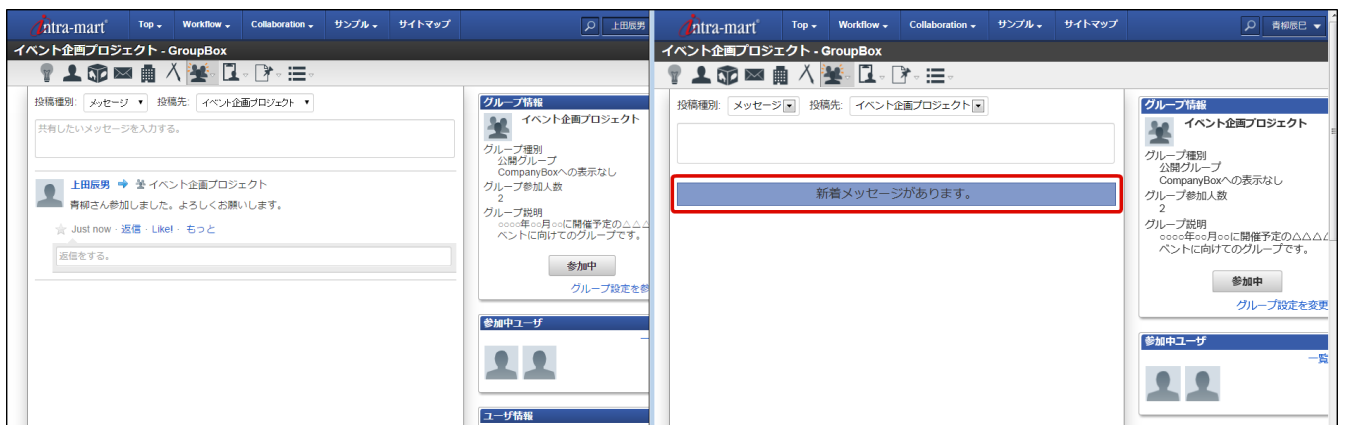 intra-mart Top Workflow Collaboration サンプル サイトマップ 上田辰男
イベント企画プロジェクト - GroupBox
投稿種別: メッセージ 投稿先: イベント企画プロジェクト
共有したいメッセージを入力する。
上田辰男 イベント企画プロジェクト
青柳さん参加しました。よろしくお願いします。
Just now · 返信 · Like! · もっと
返信をする。
グループ情報
イベント企画プロジェクト
グループ種別
公開グループ
CompanyBoxへの表示なし
グループ参加人数
2
グループ説明
○○○○年○○月○○に開催予定の△△△
ベントに向けてのグループです。
参加中
グループ設定を参
参加中ユーザ
一
ユーザ情報
intra-mart Top Workflow Collaboration サンプル サイトマップ 青柳辰巳
イベント企画プロジェクト - GroupBox
投稿種別: メッセージ 投稿先: イベント企画プロジェクト
新着メッセージがあります。
グループ情報
イベント企画プロジェクト
グループ種別
公開グループ
CompanyBoxへの表示なし
グループ参加人数
2
グループ説明
○○○○年○○月○○に開催予定の△△△△
ベントに向けてのグループです。
参加中
グループ設定を変更
参加中ユーザ
一覧